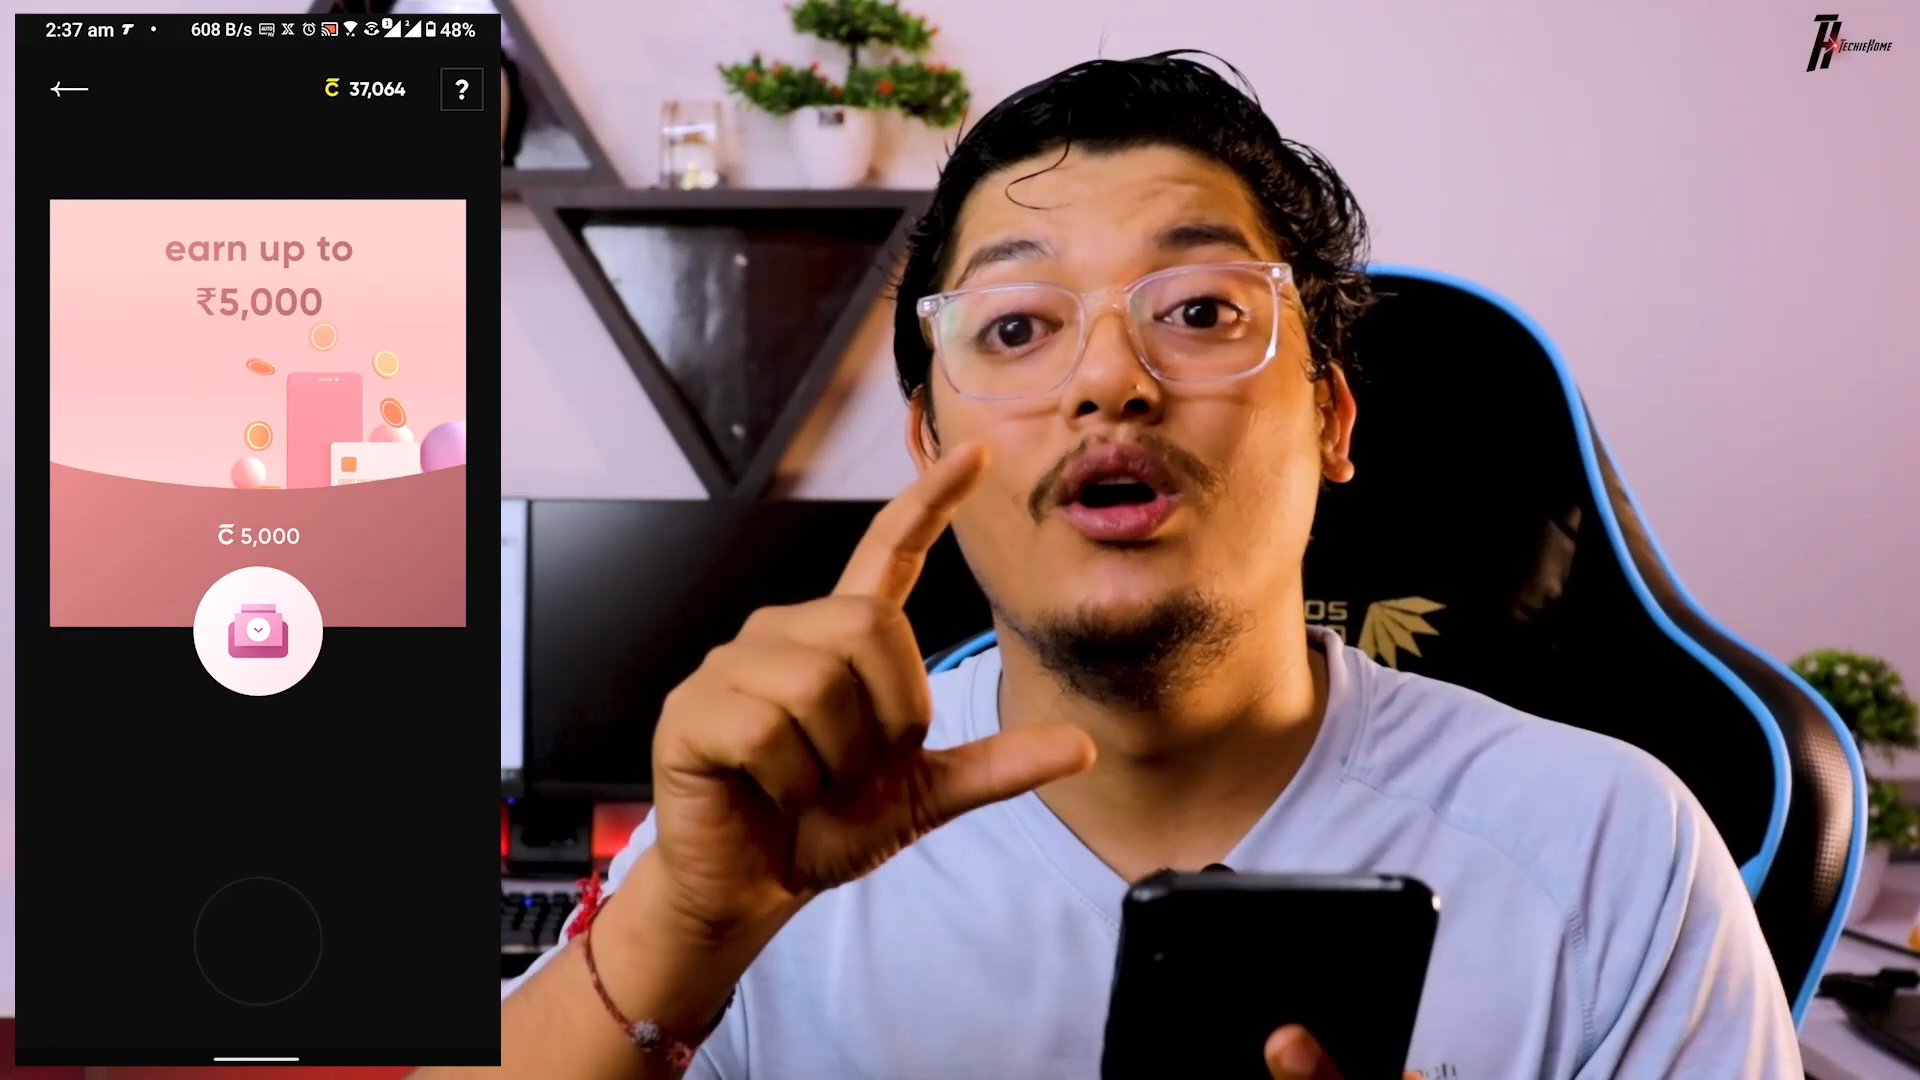 2:37 am
608 B/s
48%
37,064
?
earn up to
₹5,000
5,000
TECHIEHOME